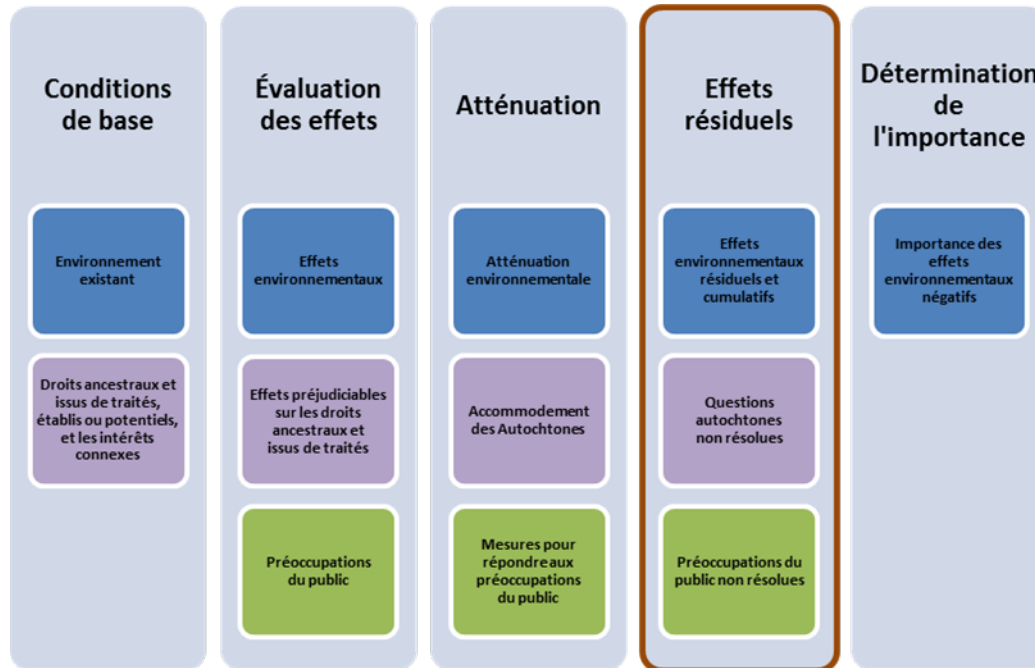 Conditions
de base
Environnement
existant
Droits ancestraux et
issus de traités,
établis ou potentiels,
et les intérêts
connexes
Évaluation
des effets
Effets
environnementaux
Effets préjudiciables
sur les droits
ancestraux et
issus de traités
Préoccupations
du public
Atténuation
Atténuation
environnementale
Accommodement
des Autochtones
Mesures pour
répondre aux
préoccupations
du public
Effets
résiduels
Effets
environnementaux
résiduels et
cumulatifs
Questions
autochtones
non résolues
Préoccupations du
public non résolues
Détermination
de
l'importance
Importance des
effets
environnementaux
négatifs